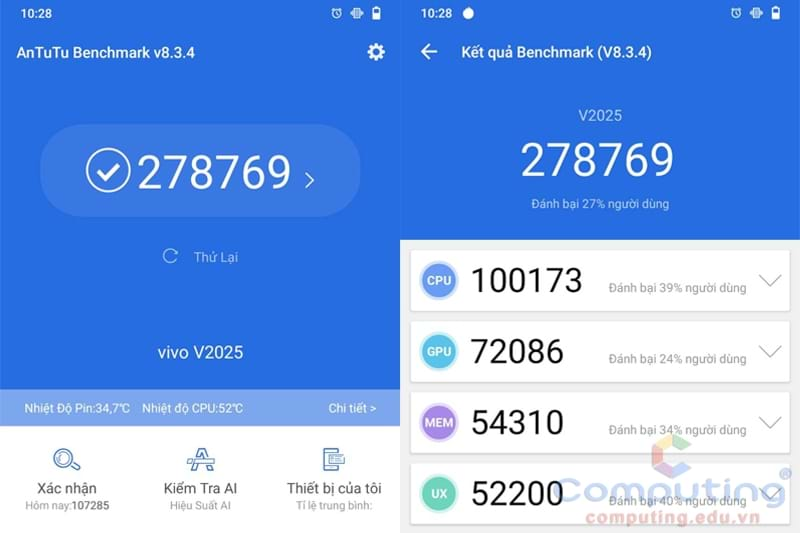 10:28
AnTuTu Benchmark v8.3.4
278769
Thử Lại
vivo V2025
Nhiệt Độ Pin:34,7℃ Nhiệt độ CPU:52℃ Chi tiết >
Xác nhận
Hôm nay:107285
Kiểm Tra AI
Hiệu Suất AI
Thiết bị của tôi
Tỉ lệ trung bình:
10:28
Kết quả Benchmark (V8.3.4)
V2025
278769
Đánh bại 27% người dùng
CPU 100173 Đánh bại 39% người dùng
GPU 72086 Đánh bại 24% người dùng
MEM 54310 Đánh bại 34% người dùng
UX 52200 Đánh bại 40% người dùng
Computing®
computing.edu.vn